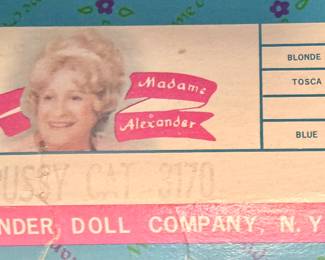 Madame
Alexander
BLONDE
TOSCA
BLUE
PUSSY CAT 3170
NDER DOLL COMPANY, N. Y